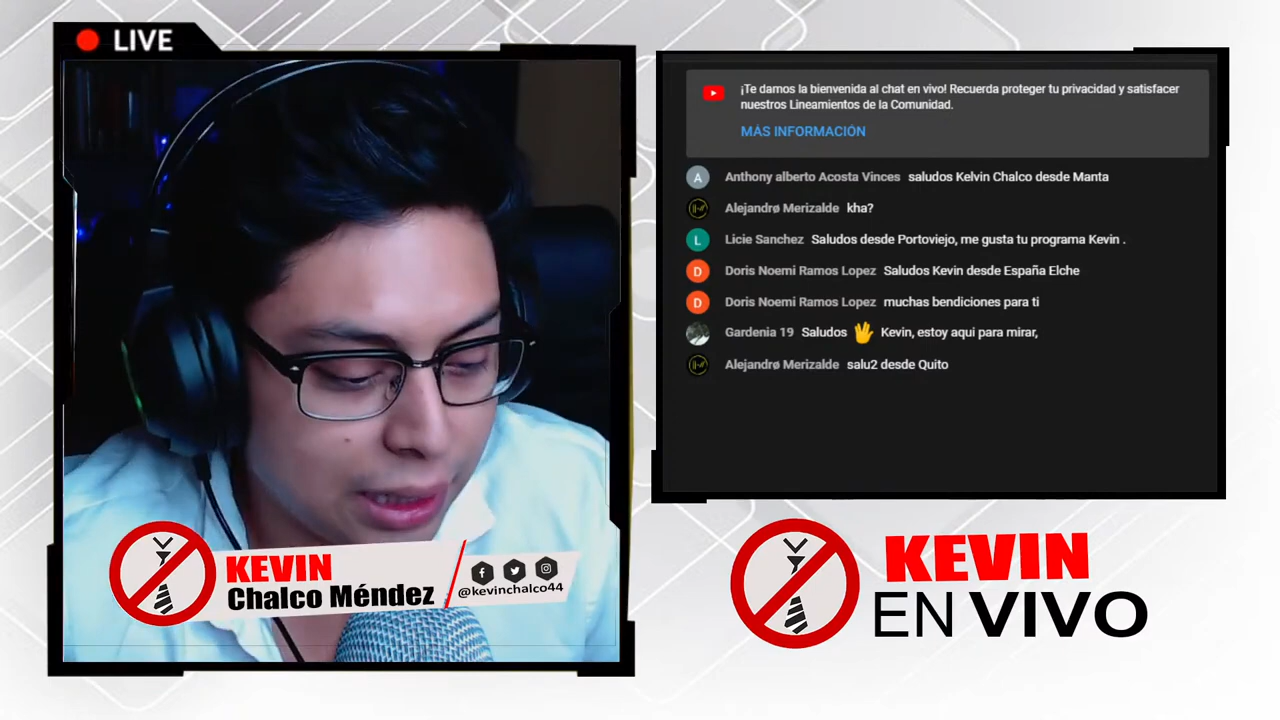 LIVE
KEVIN
Chalco Méndez
@kevinchalco44
¡Te damos la bienvenida al chat en vivo! Recuerda proteger tu privacidad y satisfacer
nuestros Lineamientos de la Comunidad.
MÁS INFORMACIÓN
A Anthony alberto Acosta Vinces saludos Kelvin Chalco desde Manta
Alejandrø Merizalde kha?
L Licie Sanchez Saludos desde Portoviejo, me gusta tu programa Kevin .
D Doris Noemi Ramos Lopez Saludos Kevin desde España Elche
D Doris Noemi Ramos Lopez muchas bendiciones para ti
Gardenia 19 Saludos 🖖 Kevin, estoy aqui para mirar,
Alejandrø Merizalde salu2 desde Quito
KEVIN
EN VIVO